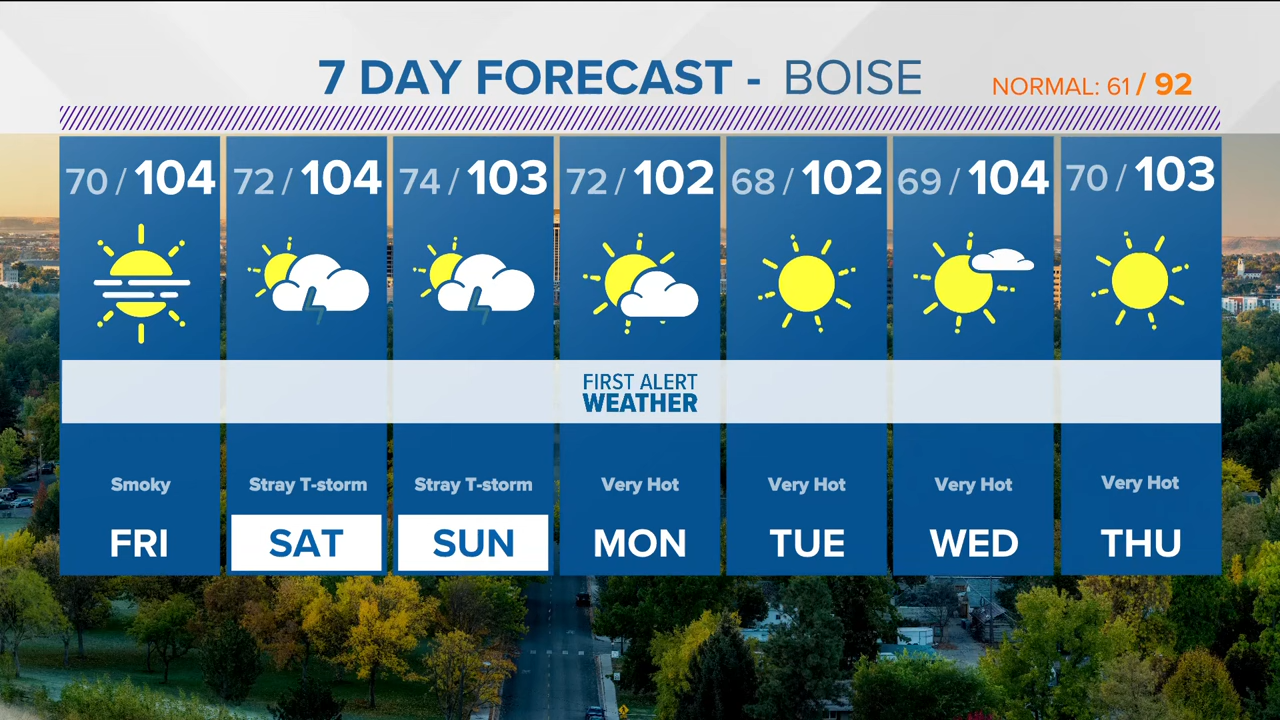 7 DAY FORECAST - BOISE
NORMAL: 61 / 92
70 / 104
72 / 104
74 / 103
72 / 102
68 / 102
69 / 104
70 / 103
FIRST ALERT
WEATHER
Smoky
Stray T-storm
Stray T-storm
Very Hot
Very Hot
Very Hot
Very Hot
FRI
SAT
SUN
MON
TUE
WED
THU